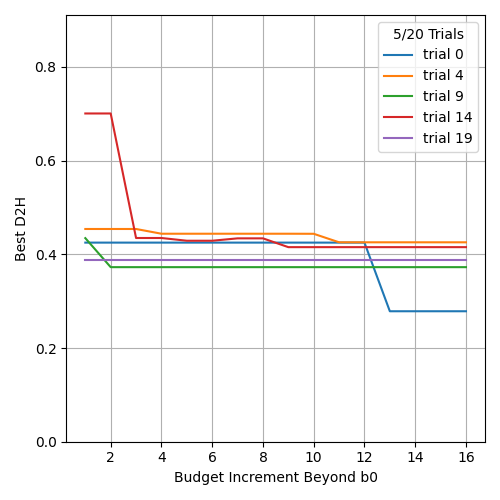 5/20 Trials
trial 0
trial 4
trial 9
trial 14
trial 19
Best D2H
0.8
0.6
0.4
0.2
0.0
2 4 6 8 10 12 14 16
Budget Increment Beyond b0